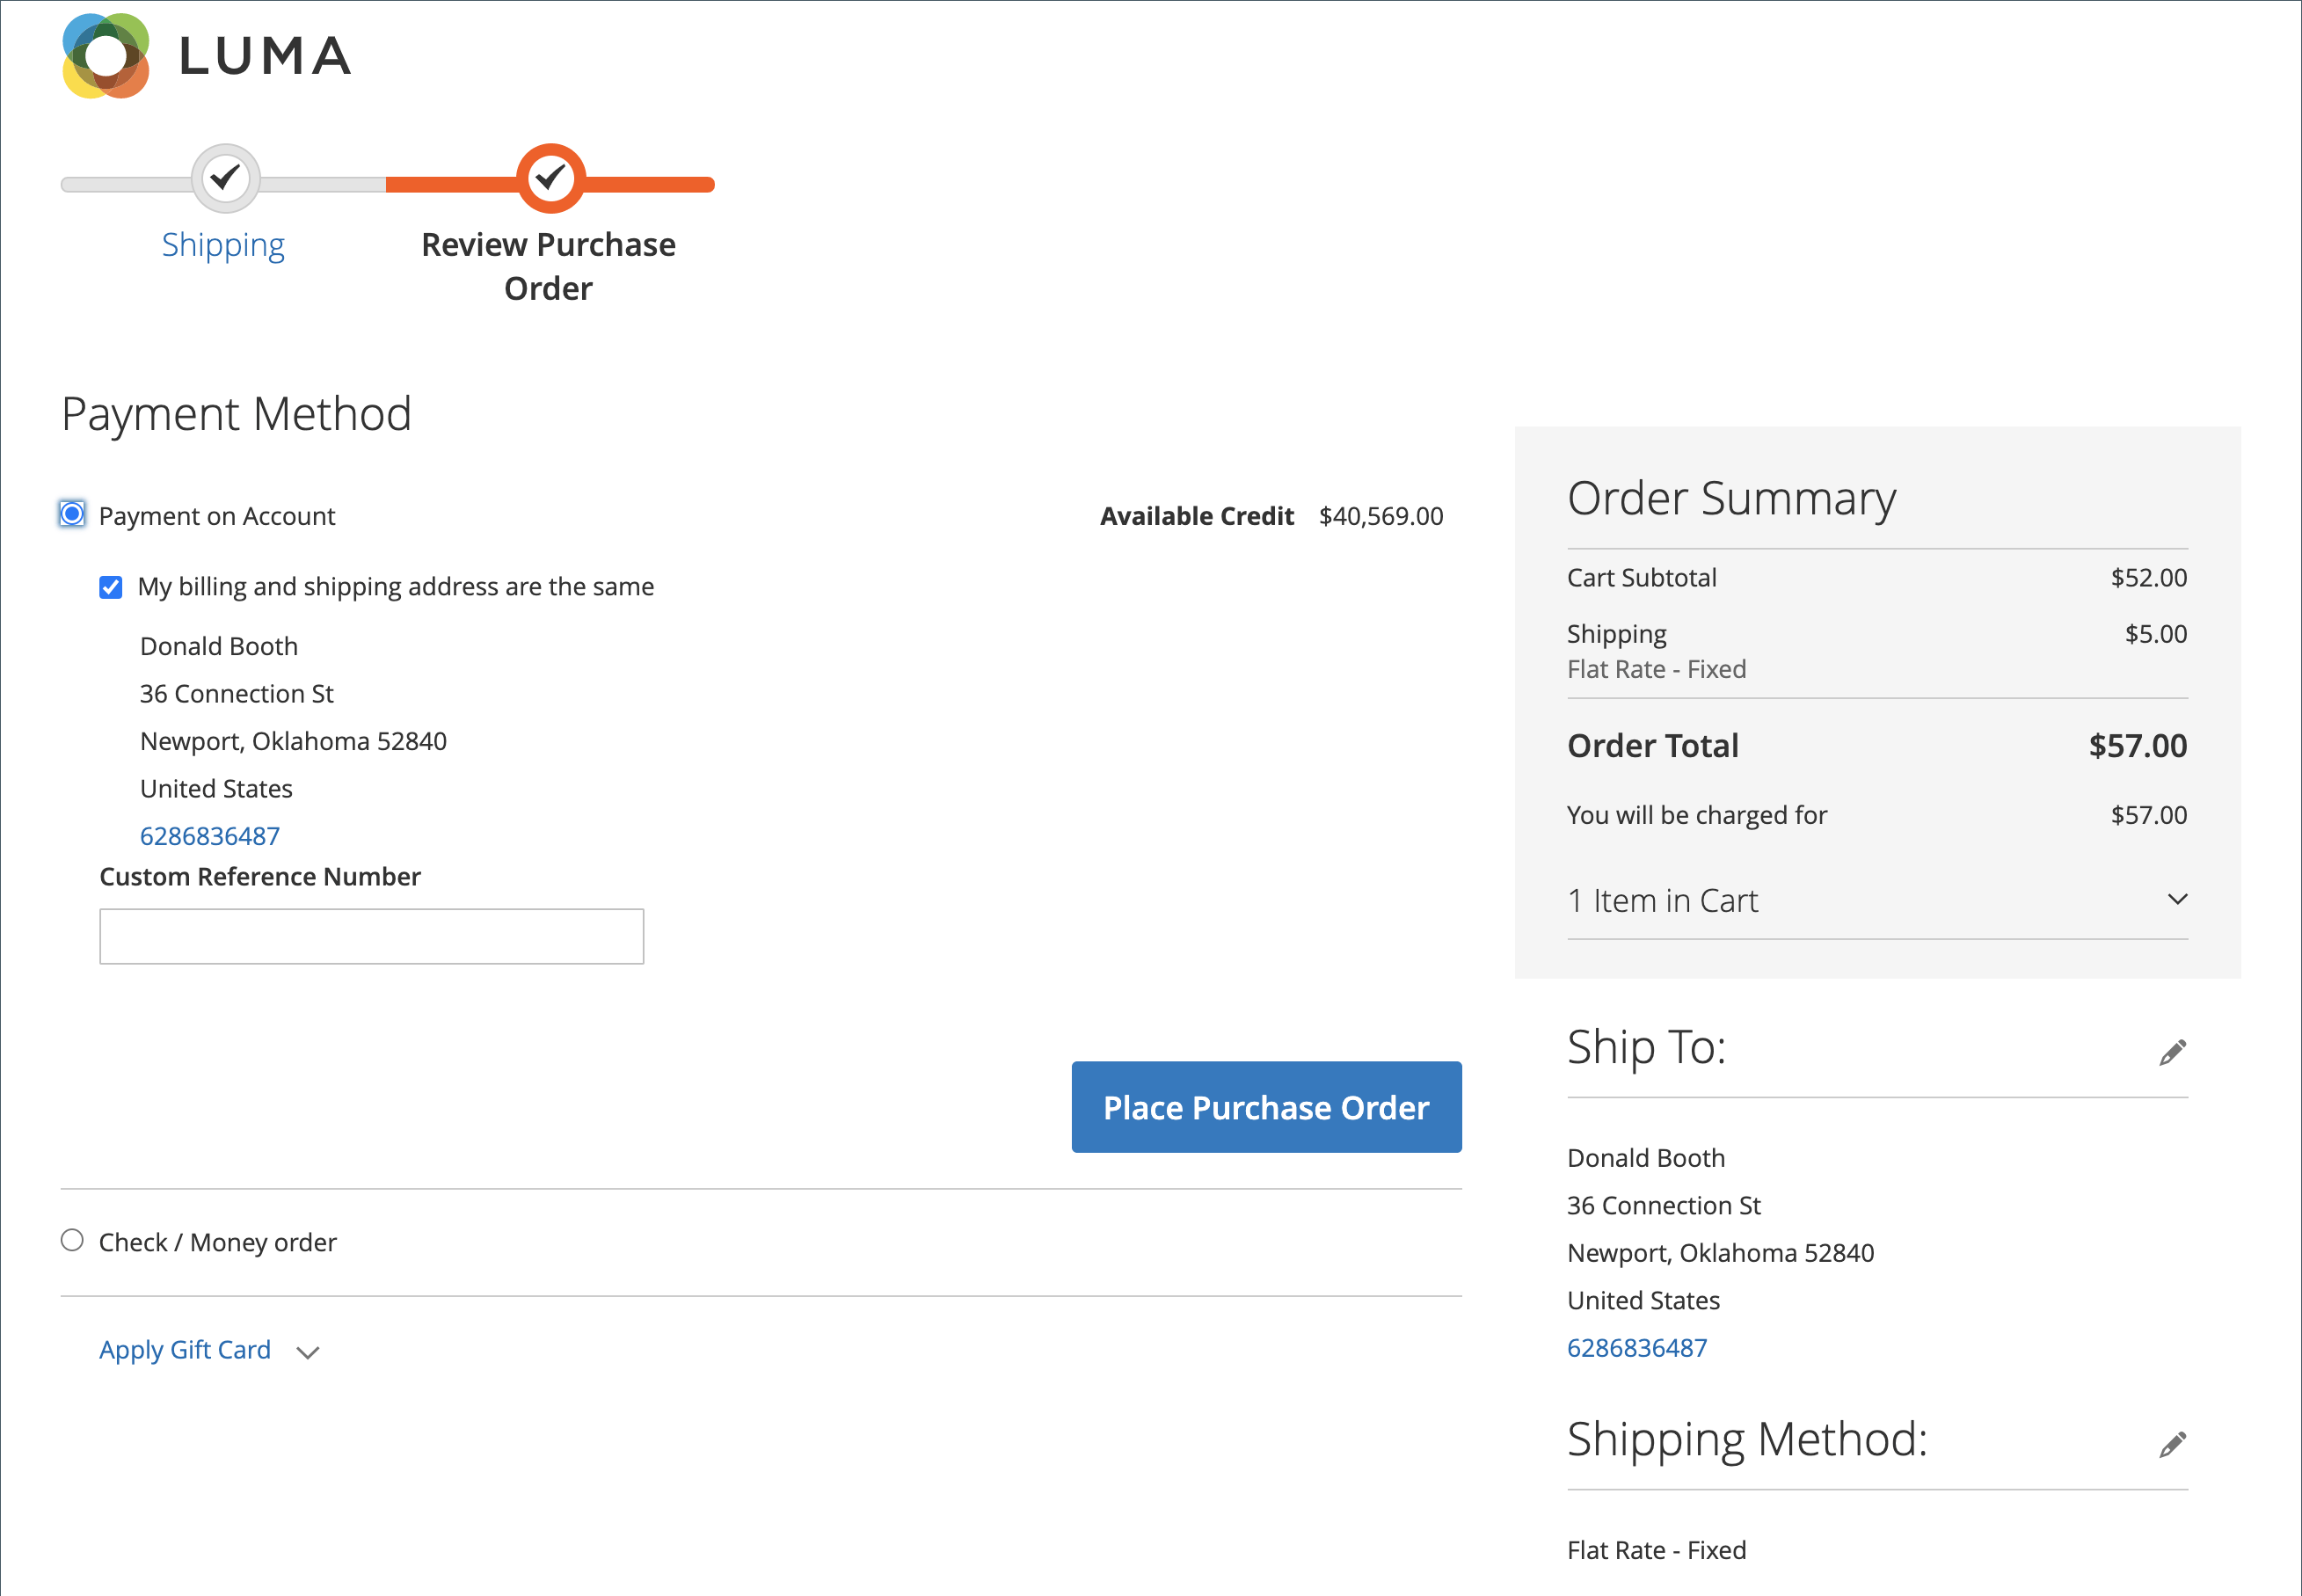 LUMA
Shipping
Review Purchase
Order
Payment Method
Payment on Account
Available Credit $40,569.00
My billing and shipping address are the same
Donald Booth
36 Connection St
Newport, Oklahoma 52840
United States
6286836487
Custom Reference Number
Place Purchase Order
Check / Money order
Apply Gift Card
Order Summary
Cart Subtotal $52.00
Shipping $5.00
Flat Rate - Fixed
Order Total $57.00
You will be charged for $57.00
1 Item in Cart
Ship To:
Donald Booth
36 Connection St
Newport, Oklahoma 52840
United States
6286836487
Shipping Method:
Flat Rate - Fixed